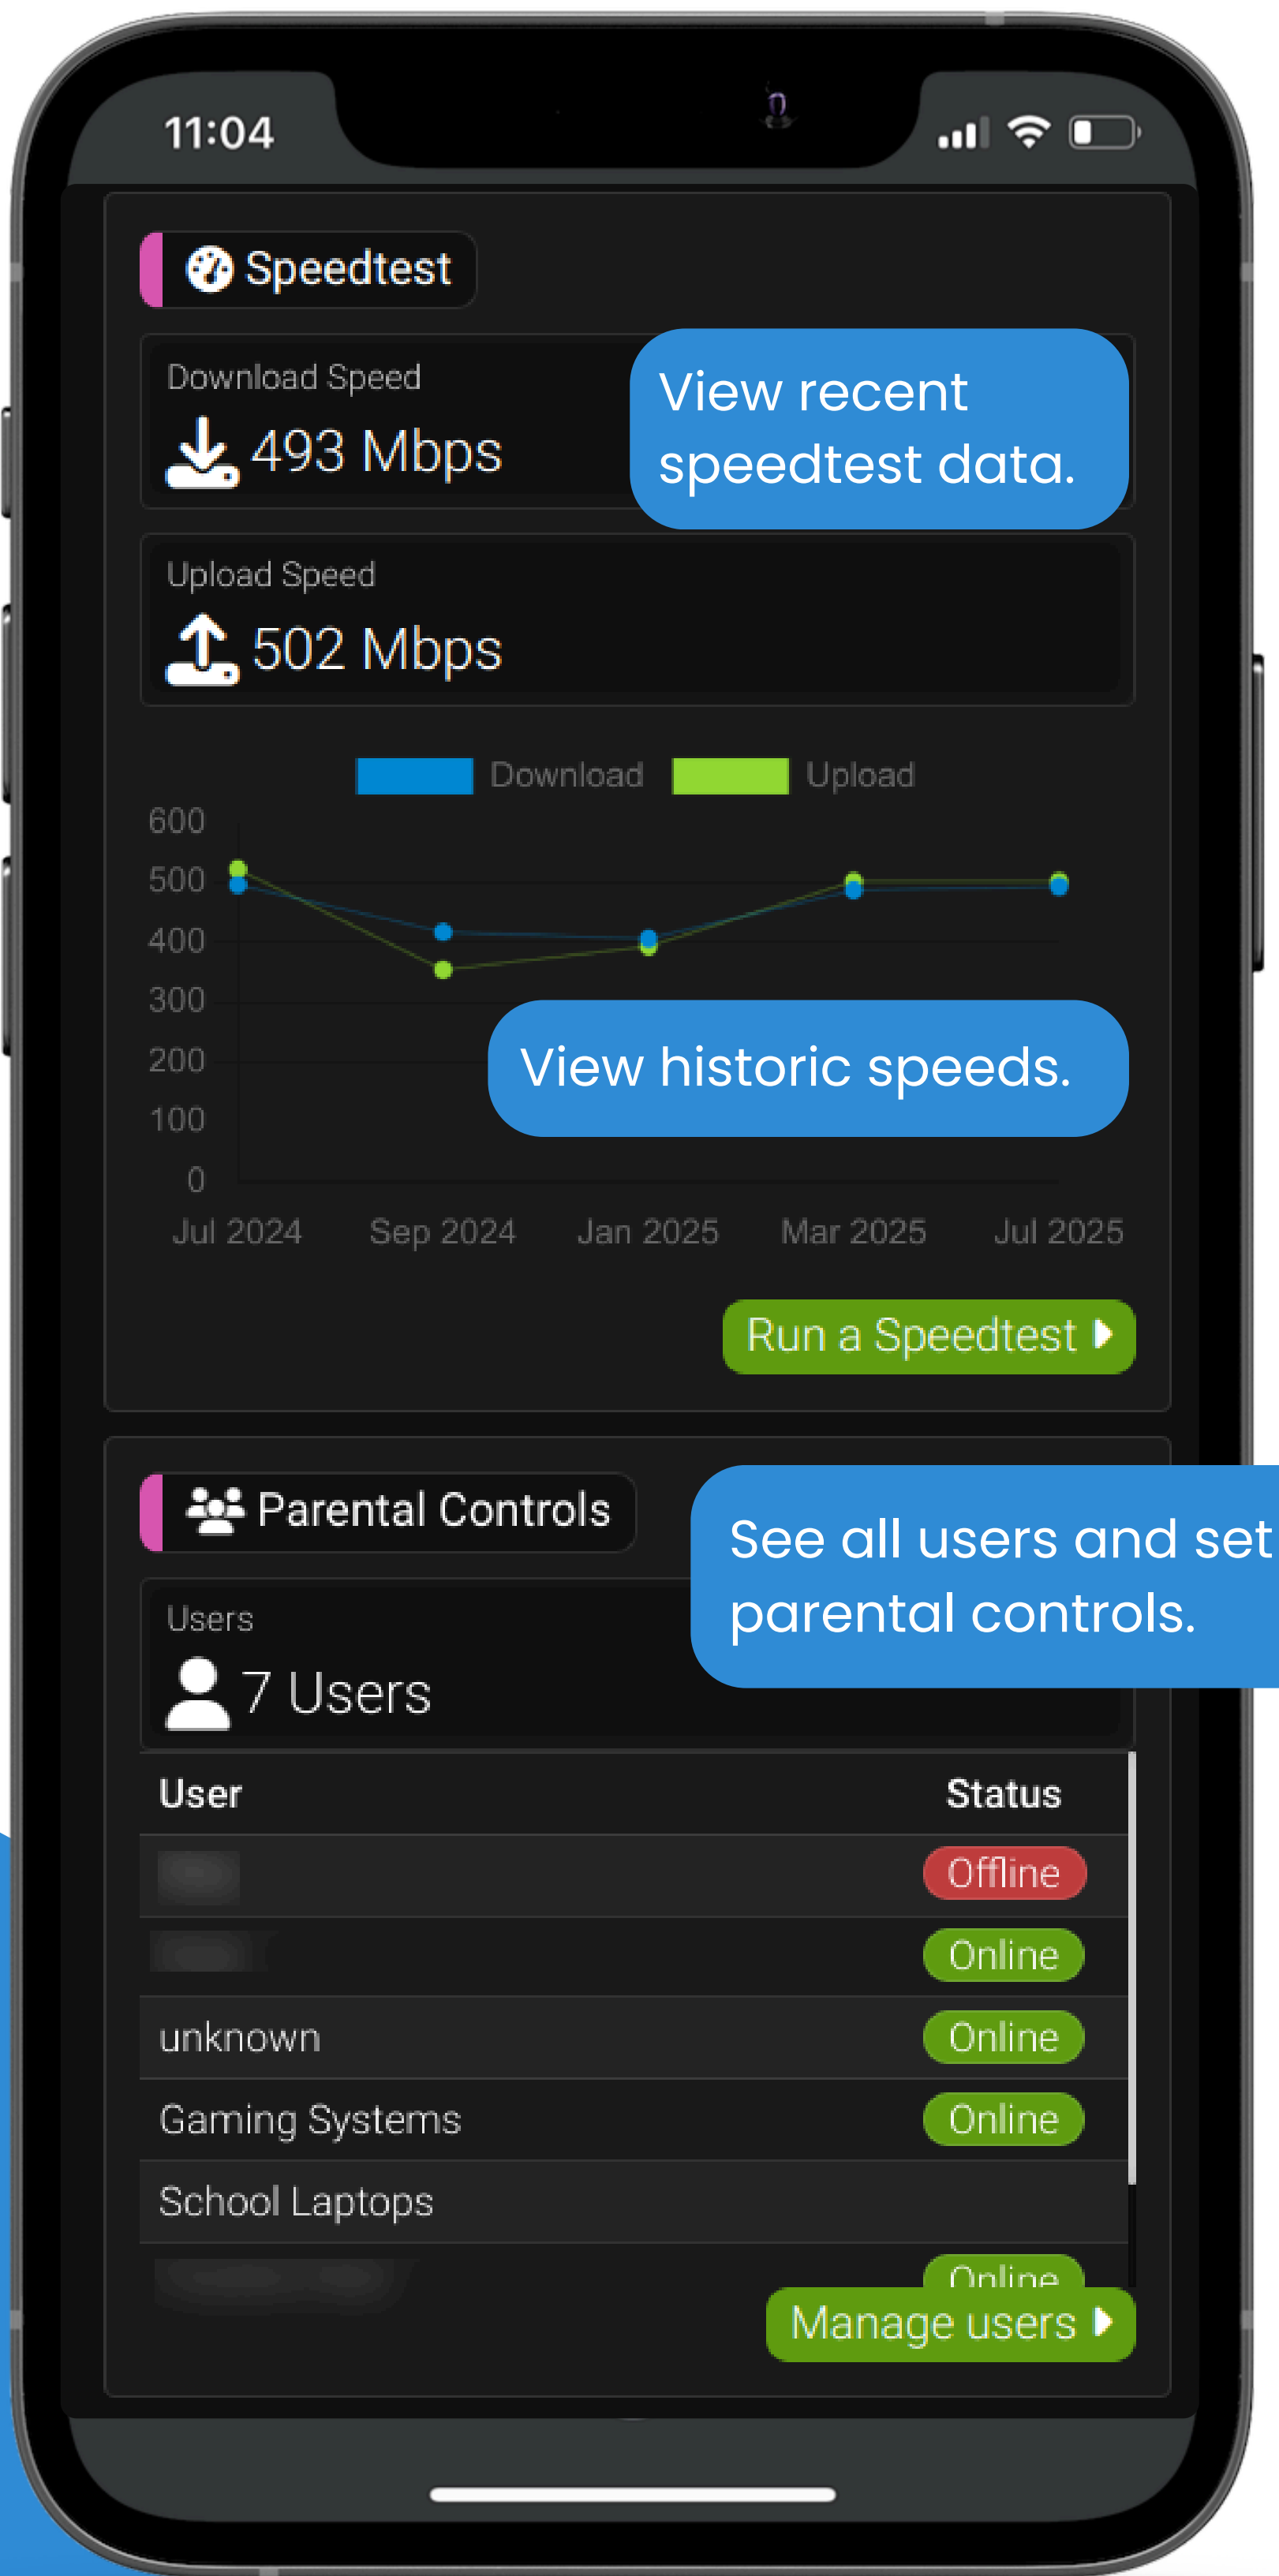 11:04
Speedtest
Download Speed
493 Mbps
View recent
speedtest data.
Upload Speed
502 Mbps
Download Upload
600
500
400
300
200
100
0
View historic speeds.
Jul 2024 Sep 2024 Jan 2025 Mar 2025 Jul 2025
Run a Speedtest
Parental Controls
See all users and set
parental controls.
Users
7 Users
User Status
Offline
Online
unknown Online
Gaming Systems Online
School Laptops
Online
Manage users